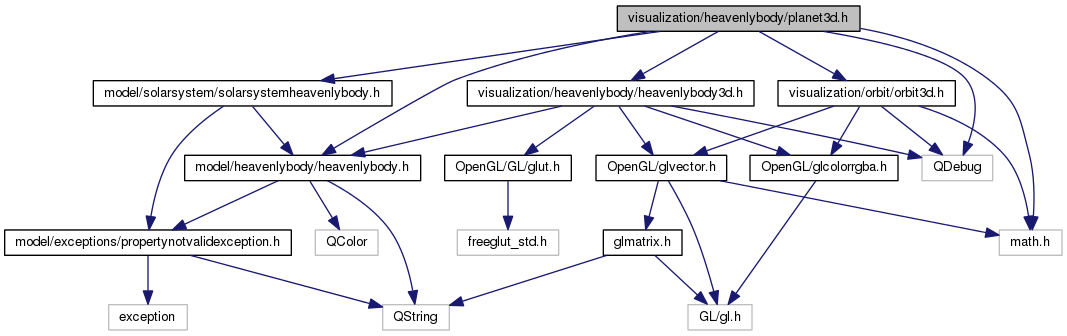 visualization/heavenlybody/planet3d.h
model/solarsystem/solarsystemheavenlybody.h
visualization/heavenlybody/heavenlybody3d.h
visualization/orbit/orbit3d.h
model/heavenlybody/heavenlybody.h
OpenGL/GL/glut.h
OpenGL/glvector.h
OpenGL/glcolorrgba.h
QDebug
model/exceptions/propertynotvalidexception.h
QColor
freeglut_std.h
glmatrix.h
math.h
exception
QString
GL/gl.h